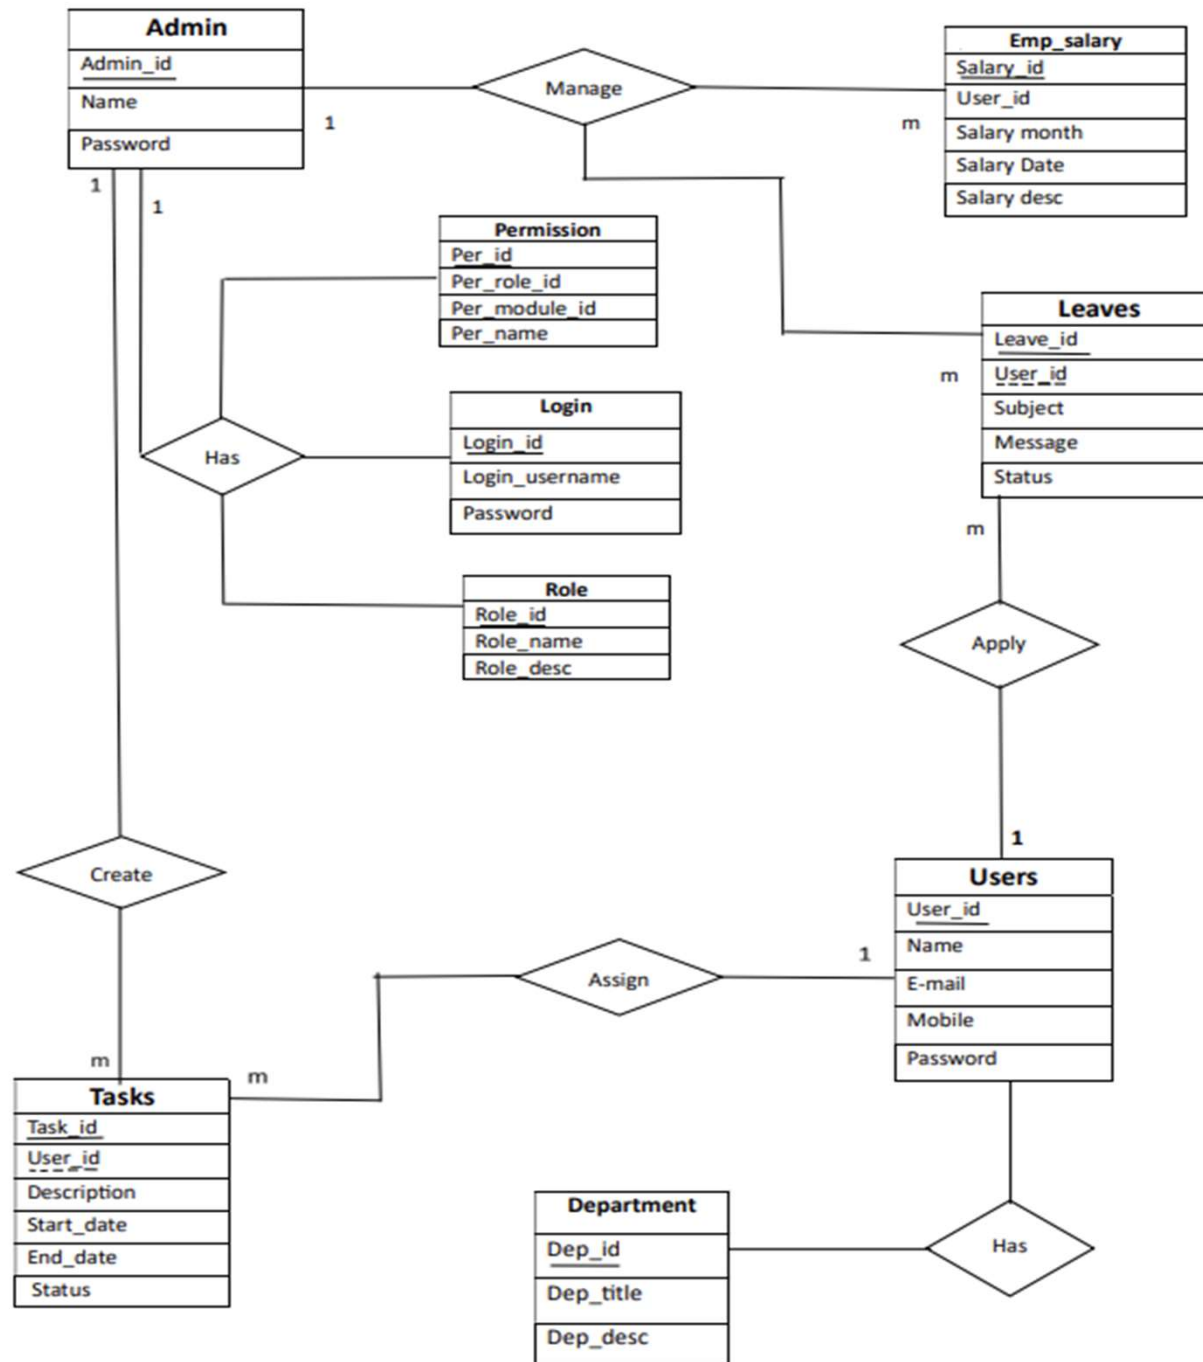 Admin
Admin_id
Name
Password
1
1
1
Manage
m
Emp_salary
Salary_id
User_id
Salary month
Salary Date
Salary desc
Permission
Per_id
Per_role_id
Per_module_id
Per_name
Leaves
Leave_id
User_id
Subject
Message
Status
m
m
Login
Login_id
Login_username
Password
Has
Role
Role_id
Role_name
Role_desc
Apply
1
Create
m
Users
User_id
Name
E-mail
Mobile
Password
1
Assign
m
Tasks
Task_id
User_id
Description
Start_date
End_date
Status
Department
Dep_id
Dep_title
Dep_desc
Has